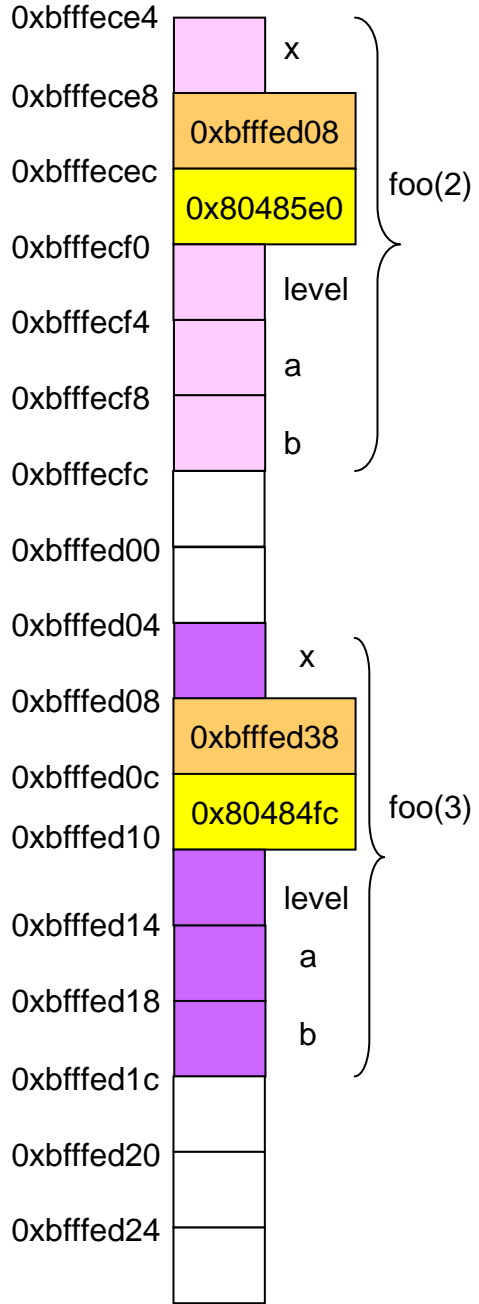 0xbfffece4
x
0xbfffece8
0xbfffed08
0xbfffecec
foo(2)
0x80485e0
0xbfffecf0
level
0xbfffecf4
a
0xbfffecf8
b
0xbfffecfc
0xbfffed00
0xbfffed04
x
0xbfffed08
0xbfffed38
0xbfffed0c
0x80484fc
foo(3)
0xbfffed10
level
0xbfffed14
a
0xbfffed18
b
0xbfffed1c
0xbfffed20
0xbfffed24